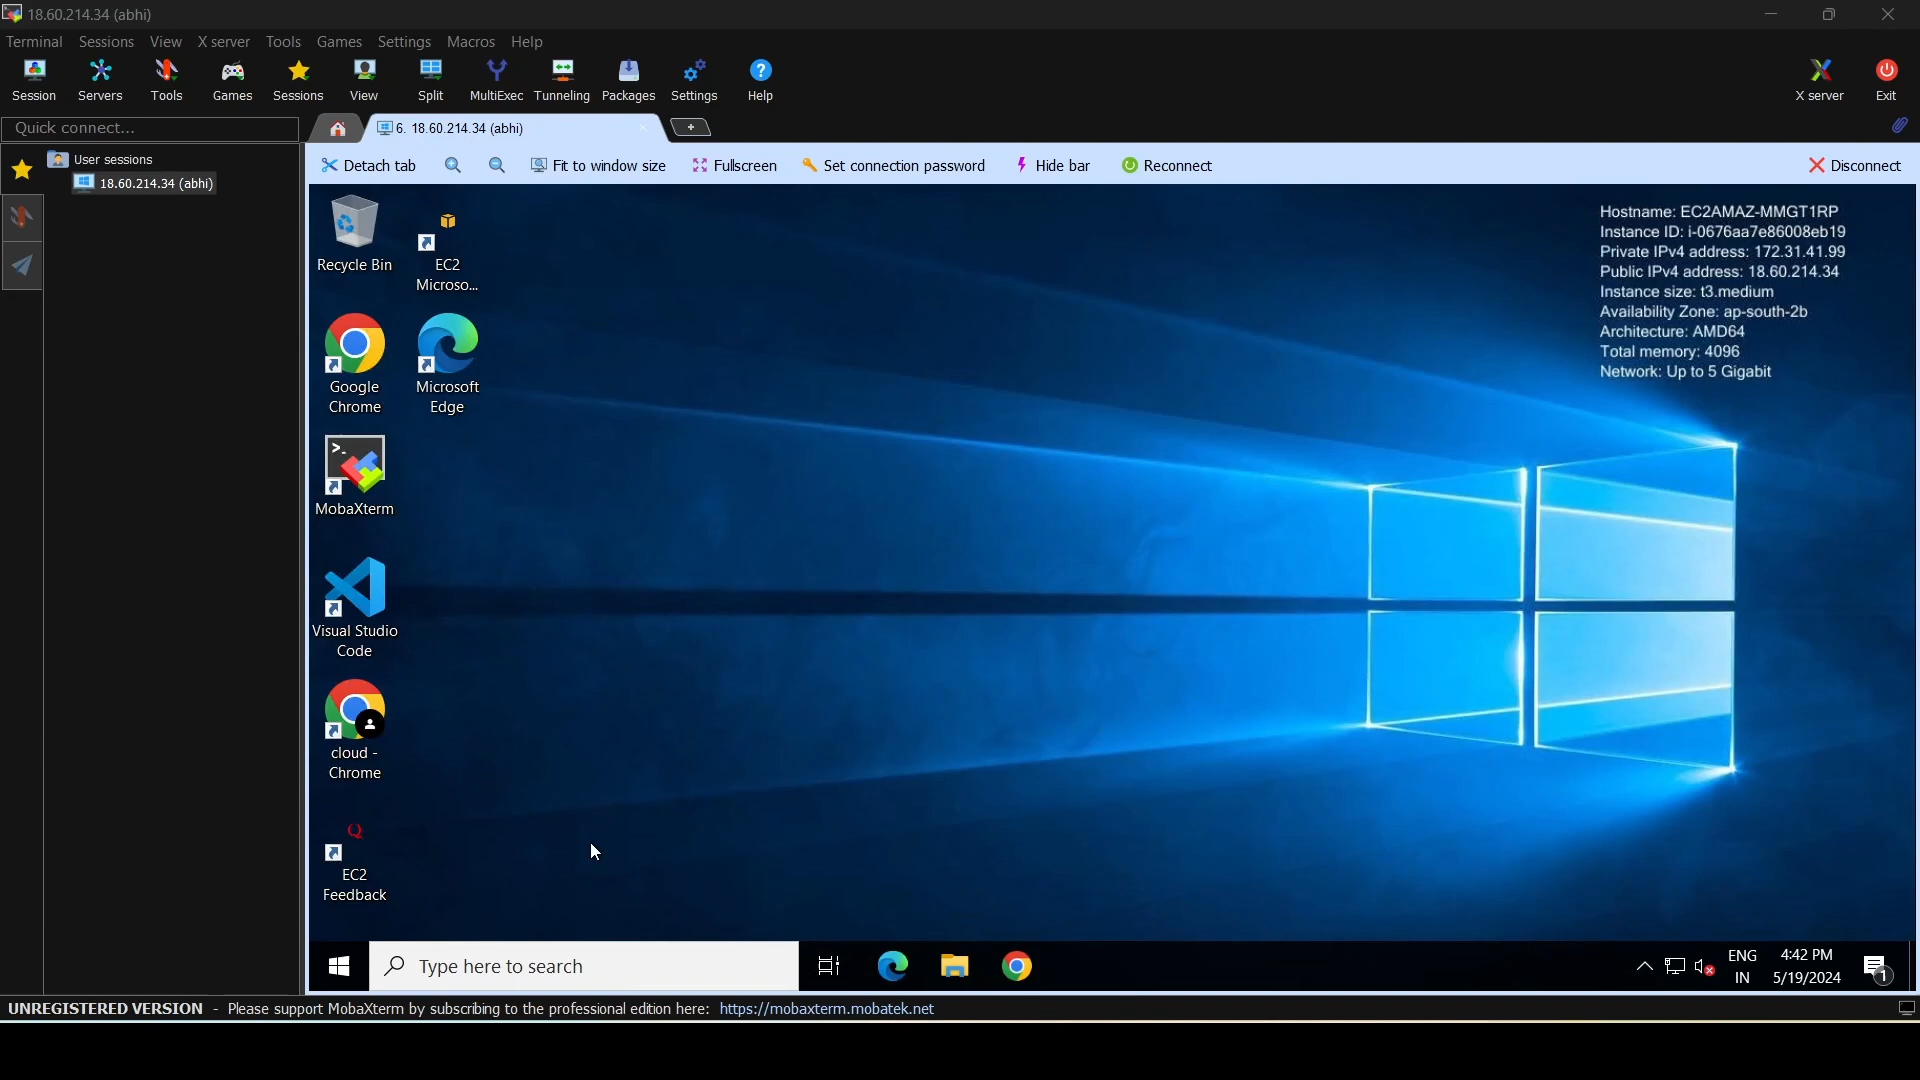 18.60.214.34 (abhi)
Terminal Sessions View X server Tools Games Settings Macros Help
Session Servers Tools Games Sessions View Split MultiExec Tunneling Packages Settings Help X server Exit
Quick connect...
6. 18.60.214.34 (abhi)
User sessions
18.60.214.34 (abhi)
Detach tab Fit to window size Fullscreen Set connection password Hide bar Reconnect Disconnect
Hostname: EC2AMAZ-MMGT1RP
Instance ID: i-0676aa7e86008eb19
Private IPv4 address: 172.31.41.99
Public IPv4 address: 18.60.214.34
Instance size: t3.medium
Availability Zone: ap-south-2b
Architecture: AMD64
Total memory: 4096
Network: Up to 5 Gigabit
Recycle Bin
EC2
Microso...
Google
Chrome
Microsoft
Edge
MobaXterm
Visual Studio
Code
cloud -
Chrome
Q
EC2
Feedback
Type here to search
ENG
IN
4:42 PM
5/19/2024
1
UNREGISTERED VERSION - Please support MobaXterm by subscribing to the professional edition here: https://mobaxterm.mobatek.net